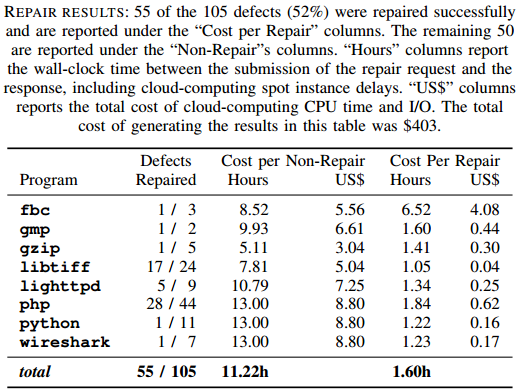 REPAIR RESULTS: 55 of the 105 defects (52%) were repaired successfully
and are reported under the “Cost per Repair” columns. The remaining 50
are reported under the “Non-Repair”s columns. “Hours” columns report
the wall-clock time between the submission of the repair request and the
response, including cloud-computing spot instance delays. “US$” columns
reports the total cost of cloud-computing CPU time and I/O. The total
cost of generating the results in this table was $403.
Defects Cost per Non-Repair Cost Per Repair
Program Repaired Hours US$ Hours US$
fbc 1 / 3 8.52 5.56 6.52 4.08
gmp 1 / 2 9.93 6.61 1.60 0.44
gzip 1 / 5 5.11 3.04 1.41 0.30
libtiff 17 / 24 7.81 5.04 1.05 0.04
lighttpd 5 / 9 10.79 7.25 1.34 0.25
php 28 / 44 13.00 8.80 1.84 0.62
python 1 / 11 13.00 8.80 1.22 0.16
wireshark 1 / 7 13.00 8.80 1.23 0.17
total 55 / 105 11.22h 1.60h